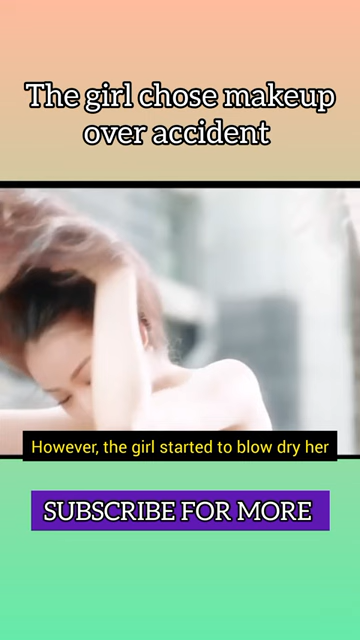 The girl chose makeup
over accident
However, the girl started to blow dry her
SUBSCRIBE FOR MORE